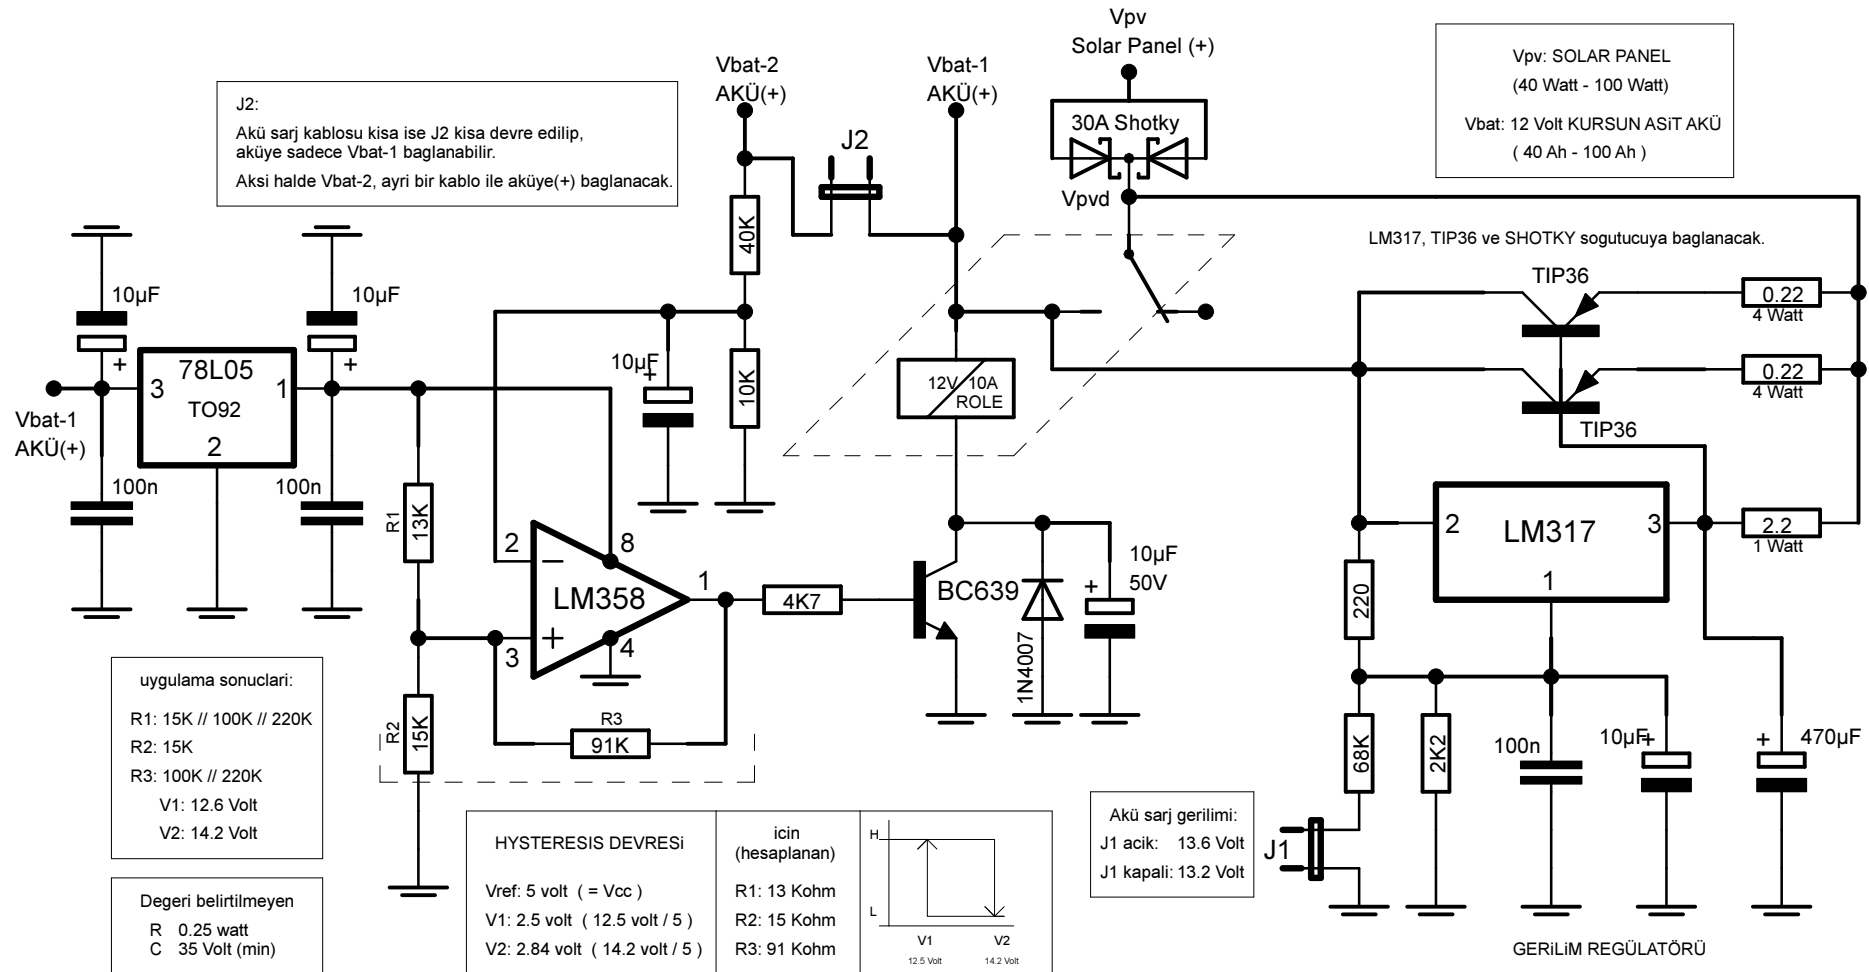 Vpv
Solar Panel (+)
Vbat-2
AKÜ(+)
Vbat-1
AKÜ(+)
Vpv: SOLAR PANEL
(40 Watt - 100 Watt)
Vbat: 12 Volt KURSUN ASiT AKÜ
( 40 Ah - 100 Ah )
J2:
Akü sarj kablosu kisa ise J2 kisa devre edilip,
aküye sadece Vbat-1 baglanabilir.
Aksi halde Vbat-2, ayri bir kablo ile aküye(+) baglanacak.
J2
30A Shotky
Vpvd
40K
LM317, TIP36 ve SHOTKY sogutucuya baglanacak.
10µF
+
10µF
+
TIP36
0.22
4 Watt
78L05
TO92
3
1
2
Vbat-1
AKÜ(+)
10µF
+
10K
12V/10A
ROLE
0.22
4 Watt
TIP36
100n
100n
R1
13K
2
8
LM358
1
3
4
4K7
BC639
1N4007
10µF
50V
+
2
LM317
3
1
2.2
1 Watt
220
uygulama sonuclari:
R1: 15K // 100K // 220K
R2: 15K
R3: 100K // 220K
V1: 12.6 Volt
V2: 14.2 Volt
R2
15K
R3
91K
68K
2K2
100n
10µF
+
470µF
+
Degeri belirtilmeyen
R 0.25 watt
C 35 Volt (min)
HYSTERESIS DEVRESi
Vref: 5 volt ( = Vcc )
V1: 2.5 volt ( 12.5 volt / 5 )
V2: 2.84 volt ( 14.2 volt / 5 )
icin
(hesaplanan)
R1: 13 Kohm
R2: 15 Kohm
R3: 91 Kohm
H
L
V1
V2
12.5 Volt
14.2 Volt
Akü sarj gerilimi:
J1 acik: 13.6 Volt
J1 kapali: 13.2 Volt
J1
GERiLiM REGÜLATÖRÜ